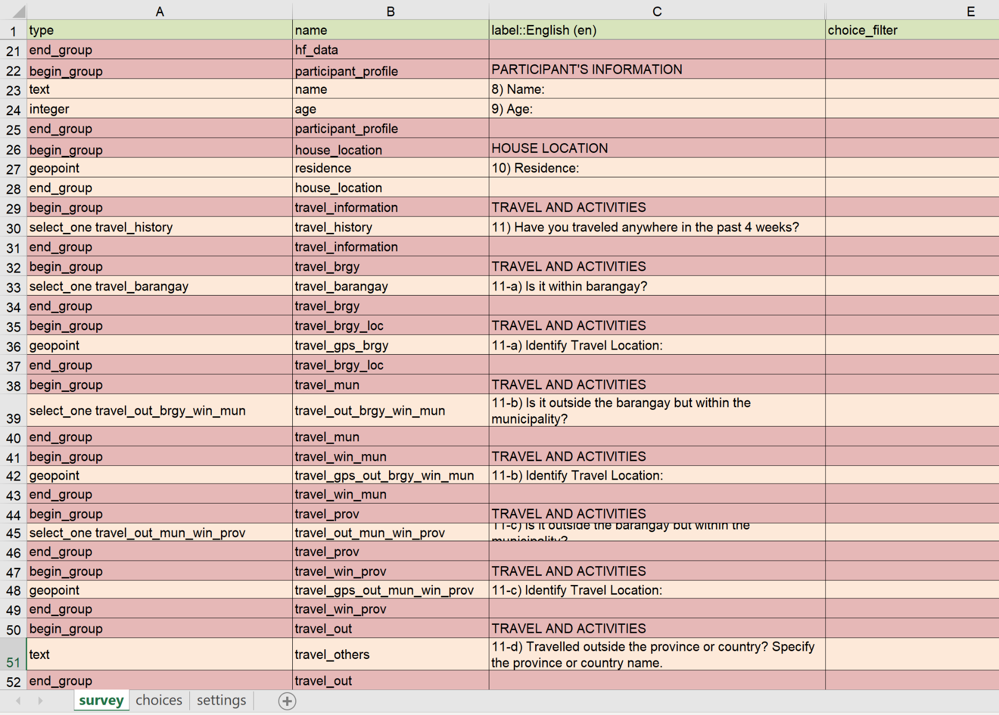 A B C E
1 type name label::English (en) choice_filter
21 end_group hf_data
22 begin_group participant_profile PARTICIPANT'S INFORMATION
23 text name 8) Name:
24 integer age 9) Age:
25 end_group participant_profile
26 begin_group house_location HOUSE LOCATION
27 geopoint residence 10) Residence:
28 end_group house_location
29 begin_group travel_information TRAVEL AND ACTIVITIES
30 select_one travel_history travel_history 11) Have you traveled anywhere in the past 4 weeks?
31 end_group travel_information
32 begin_group travel_brgy TRAVEL AND ACTIVITIES
33 select_one travel_barangay travel_barangay 11-a) Is it within barangay?
34 end_group travel_brgy
35 begin_group travel_brgy_loc TRAVEL AND ACTIVITIES
36 geopoint travel_gps_brgy 11-a) Identify Travel Location:
37 end_group travel_brgy_loc
38 begin_group travel_mun TRAVEL AND ACTIVITIES
39 select_one travel_out_brgy_win_mun travel_out_brgy_win_mun 11-b) Is it outside the barangay but within the
municipality?
40 end_group travel_mun
41 begin_group travel_win_mun TRAVEL AND ACTIVITIES
42 geopoint travel_gps_out_brgy_win_mun 11-b) Identify Travel Location:
43 end_group travel_win_mun
44 begin_group travel_prov TRAVEL AND ACTIVITIES
45 select_one travel_out_mun_win_prov travel_out_mun_win_prov 11-c) Is it outside the barangay but within the
municipality?
46 end_group travel_prov
47 begin_group travel_win_prov TRAVEL AND ACTIVITIES
48 geopoint travel_gps_out_mun_win_prov 11-c) Identify Travel Location:
49 end_group travel_win_prov
50 begin_group travel_out TRAVEL AND ACTIVITIES
51 text travel_others 11-d) Travelled outside the province or country? Specify
the province or country name.
52 end_group travel_out
survey choices settings